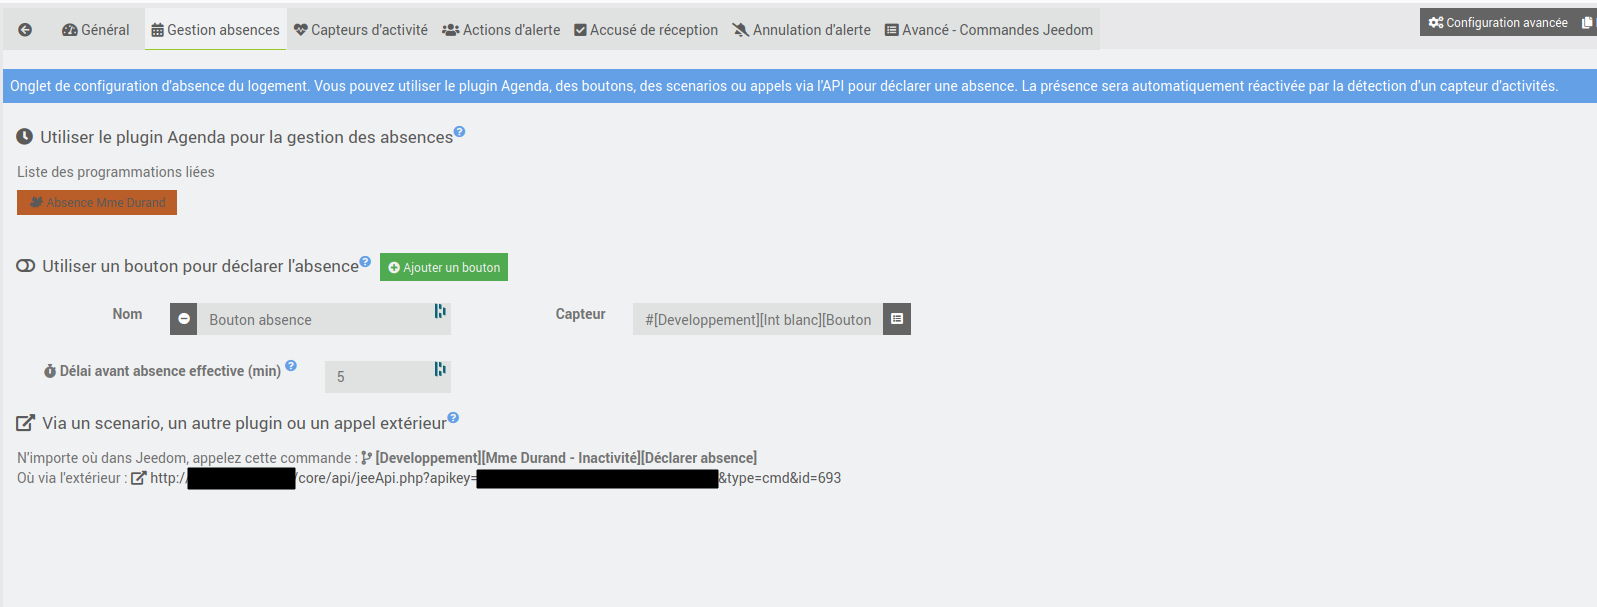 Général Gestion absences Capteurs d'activité Actions d'alerte Accusé de réception Annulation d'alerte Avancé - Commandes Jeedom Configuration avancée
Onglet de configuration d'absence du logement. Vous pouvez utiliser le plugin Agenda, des boutons, des scenarios ou appels via l'API pour déclarer une absence. La présence sera automatiquement réactivée par la détection d'un capteur d'activités.
Utiliser le plugin Agenda pour la gestion des absences
Liste des programmations liées
Absence Mme Durand
Utiliser un bouton pour déclarer l'absence Ajouter un bouton
Nom Bouton absence Capteur #[Developpement][Int blanc][Bouton
Délai avant absence effective (min) 5
Via un scenario, un autre plugin ou un appel extérieur
N'importe où dans Jeedom, appelez cette commande : [Developpement][Mme Durand - Inactivité][Déclarer absence]
Où via l'extérieur : http:/ /core/api/jeeApi.php?apikey= &type=cmd&id=693